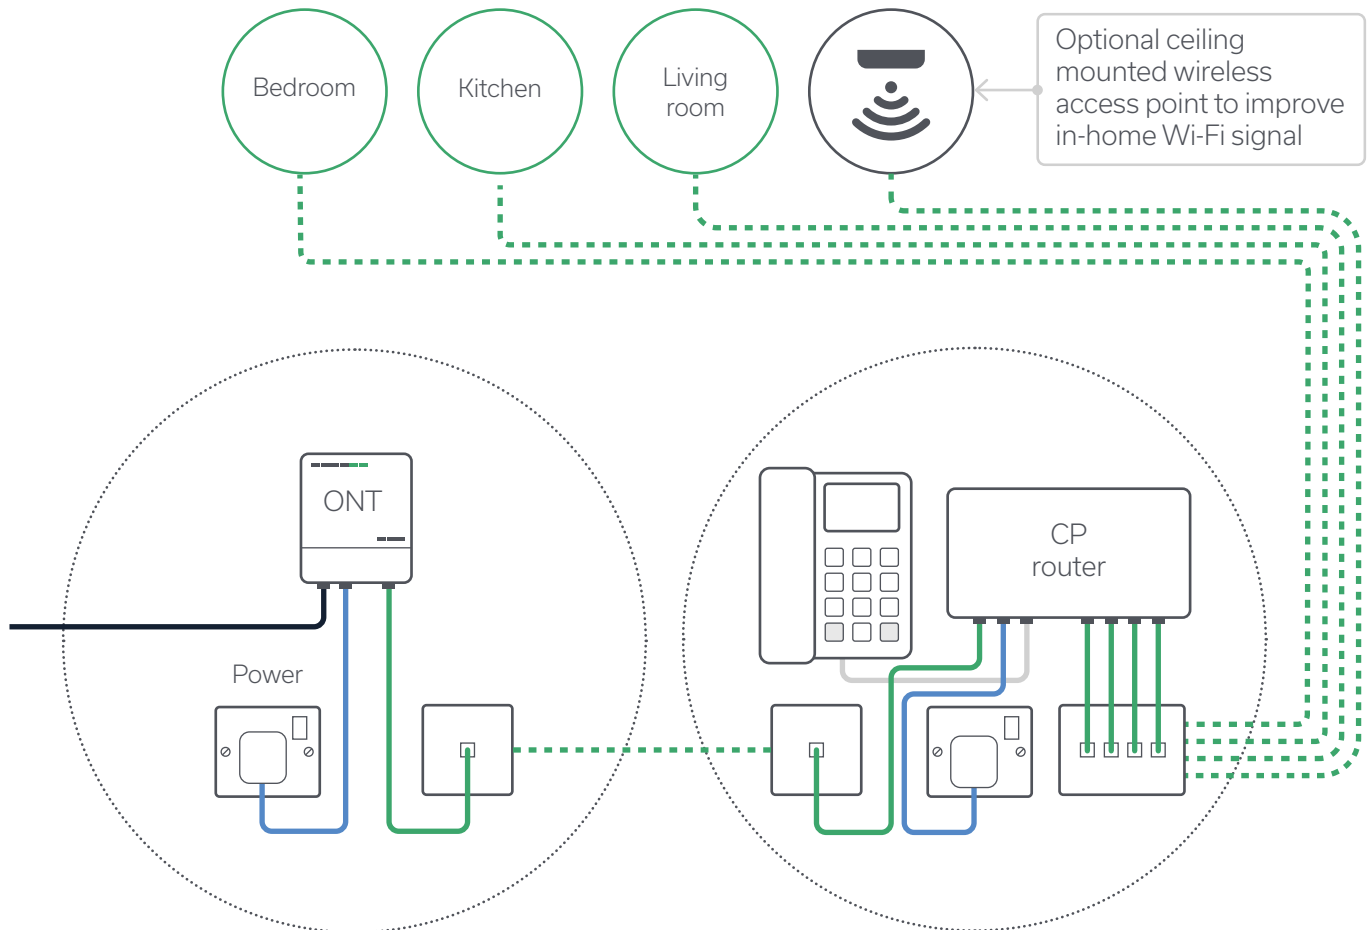 Bedroom
Kitchen
Living
room
Optional ceiling
mounted wireless
access point to improve
in-home Wi-Fi signal
ONT
CP
router
Power